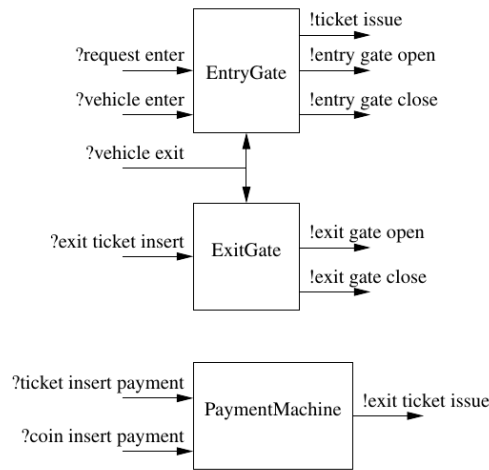 !ticket issue
?request enter
!entry gate open
EntryGate
?vehicle enter
!entry gate close
?vehicle exit
?exit ticket insert
!exit gate open
ExitGate
!exit gate close
?ticket insert payment
PaymentMachine
!exit ticket issue
?coin insert payment